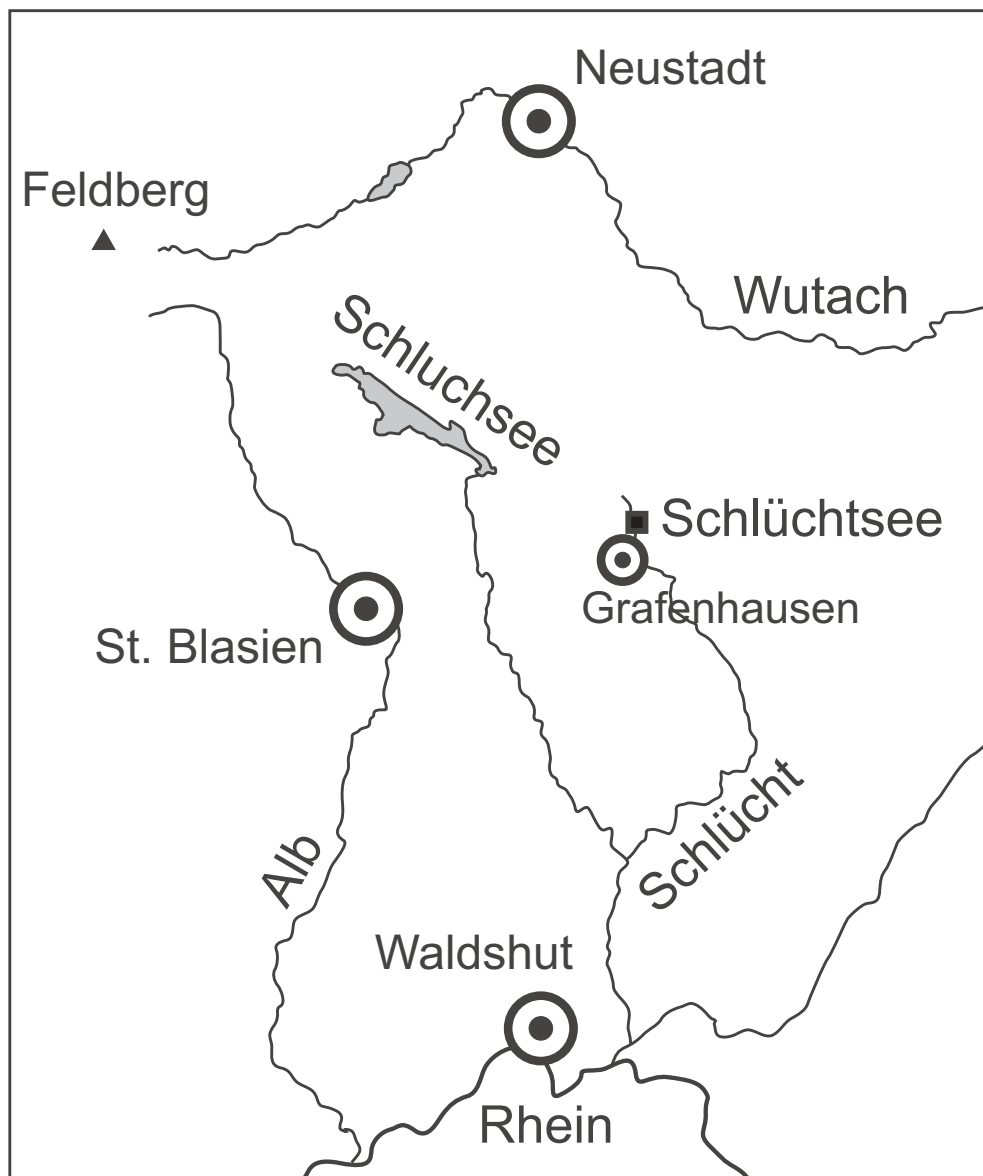 Neustadt
Feldberg
Wutach
Schluchsee
Schlüchtsee
Grafenhausen
St. Blasien
Schlücht
Alb
Waldshut
Rhein